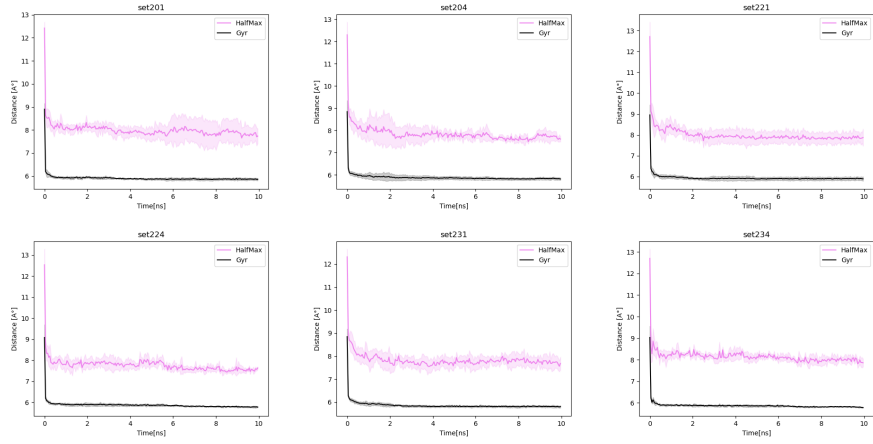 set201
HalfMax
Gyr
Distance [A°]
13
12
11
10
9
8
7
6
0 2 4 6 8 10
Time[ns]
set204
HalfMax
Gyr
Distance [A°]
12
11
10
9
8
7
6
0 2 4 6 8 10
Time[ns]
set221
HalfMax
Gyr
Distance [A°]
13
12
11
10
9
8
7
6
0 2 4 6 8 10
Time[ns]
set224
HalfMax
Gyr
Distance [A°]
13
12
11
10
9
8
7
6
0 2 4 6 8 10
Time[ns]
set231
HalfMax
Gyr
Distance [A°]
12
11
10
9
8
7
6
0 2 4 6 8 10
Time[ns]
set234
HalfMax
Gyr
Distance [A°]
13
12
11
10
9
8
7
6
0 2 4 6 8 10
Time[ns]